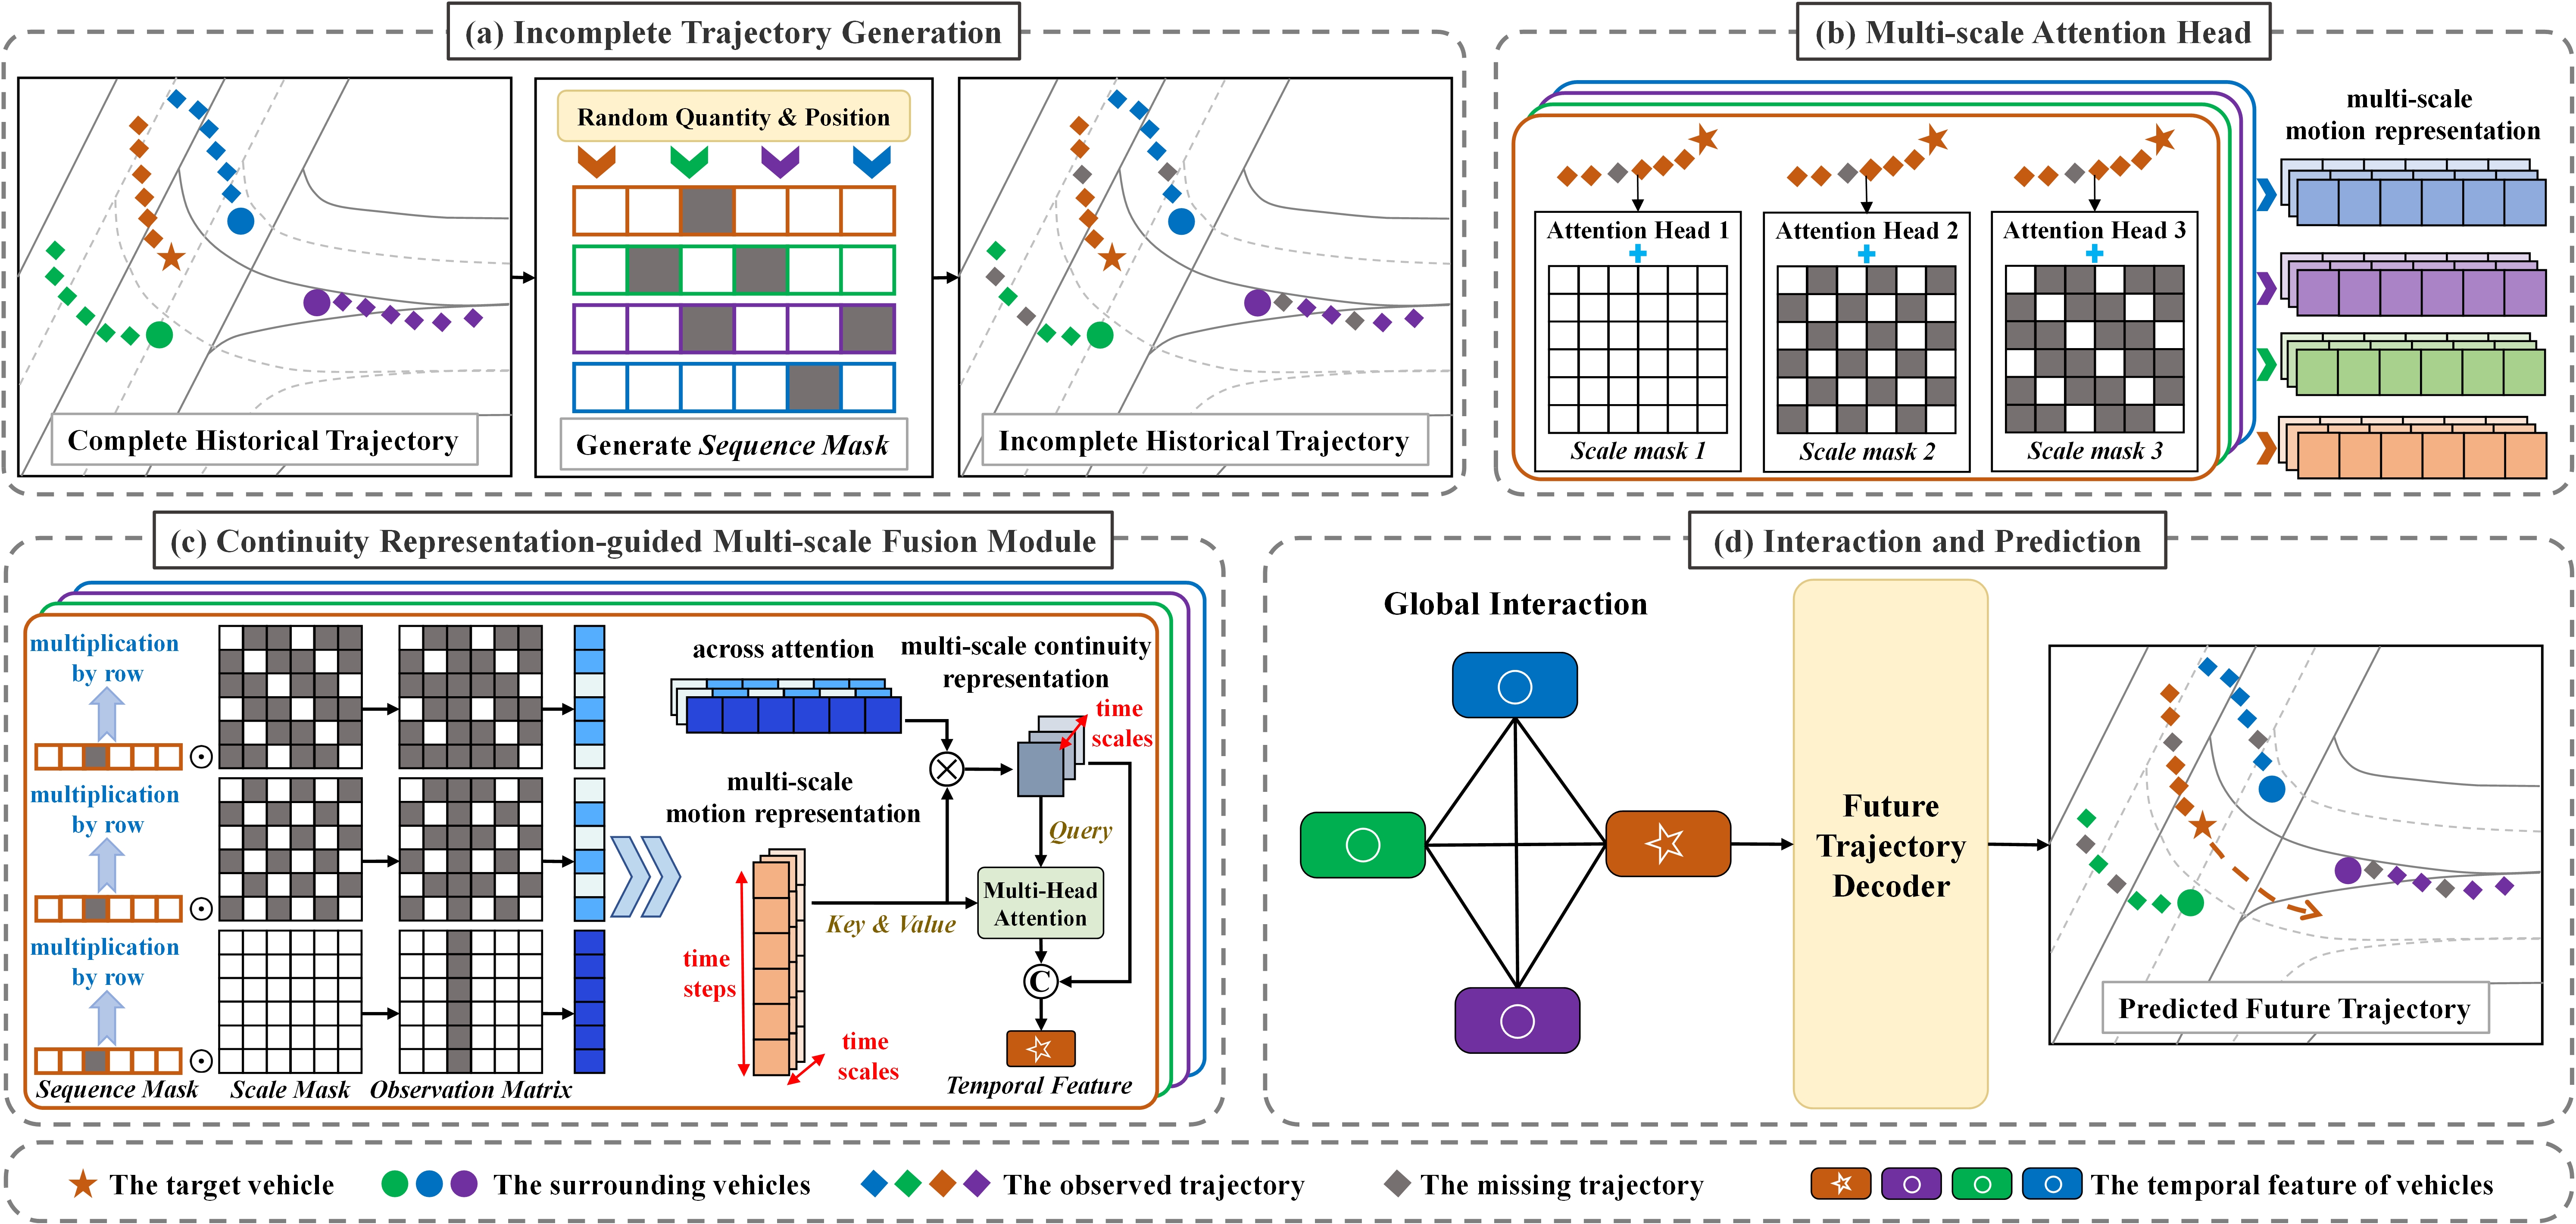 (a) Incomplete Trajectory Generation
Random Quantity & Position
Complete Historical Trajectory
Generate Sequence Mask
Incomplete Historical Trajectory
(b) Multi-scale Attention Head
Attention Head 1
Scale mask 1
Attention Head 2
Scale mask 2
Attention Head 3
Scale mask 3
multi-scale
motion representation
(c) Continuity Representation-guided Multi-scale Fusion Module
multiplication
by row
multiplication
by row
multiplication
by row
Sequence Mask
Scale Mask
Observation Matrix
across attention
multi-scale continuity
representation
time
scales
multi-scale
motion representation
Query
Key & Value
Multi-Head
Attention
time
steps
time
scales
C
Temporal Feature
(d) Interaction and Prediction
Global Interaction
Future
Trajectory
Decoder
Predicted Future Trajectory
The target vehicle
The surrounding vehicles
The observed trajectory
The missing trajectory
The temporal feature of vehicles